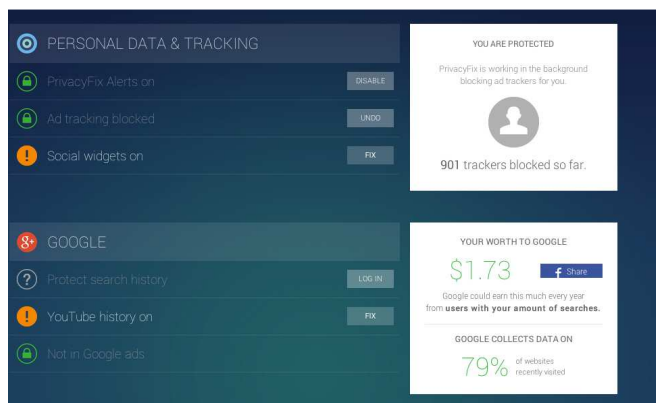 PERSONAL DATA & TRACKING
PrivacyFix Alerts on
DISABLE
Ad tracking blocked
UNDO
! Social widgets on
FIX
YOU ARE PROTECTED
PrivacyFix is working in the background
blocking ad trackers for you.
901 trackers blocked so far.
g+ GOOGLE
? Protect search history
LOG IN
! YouTube history on
FIX
Not in Google ads
YOUR WORTH TO GOOGLE
$1.73
f Share
Google could earn this much every year
from users with your amount of searches.
GOOGLE COLLECTS DATA ON
79%
of websites
recently visited